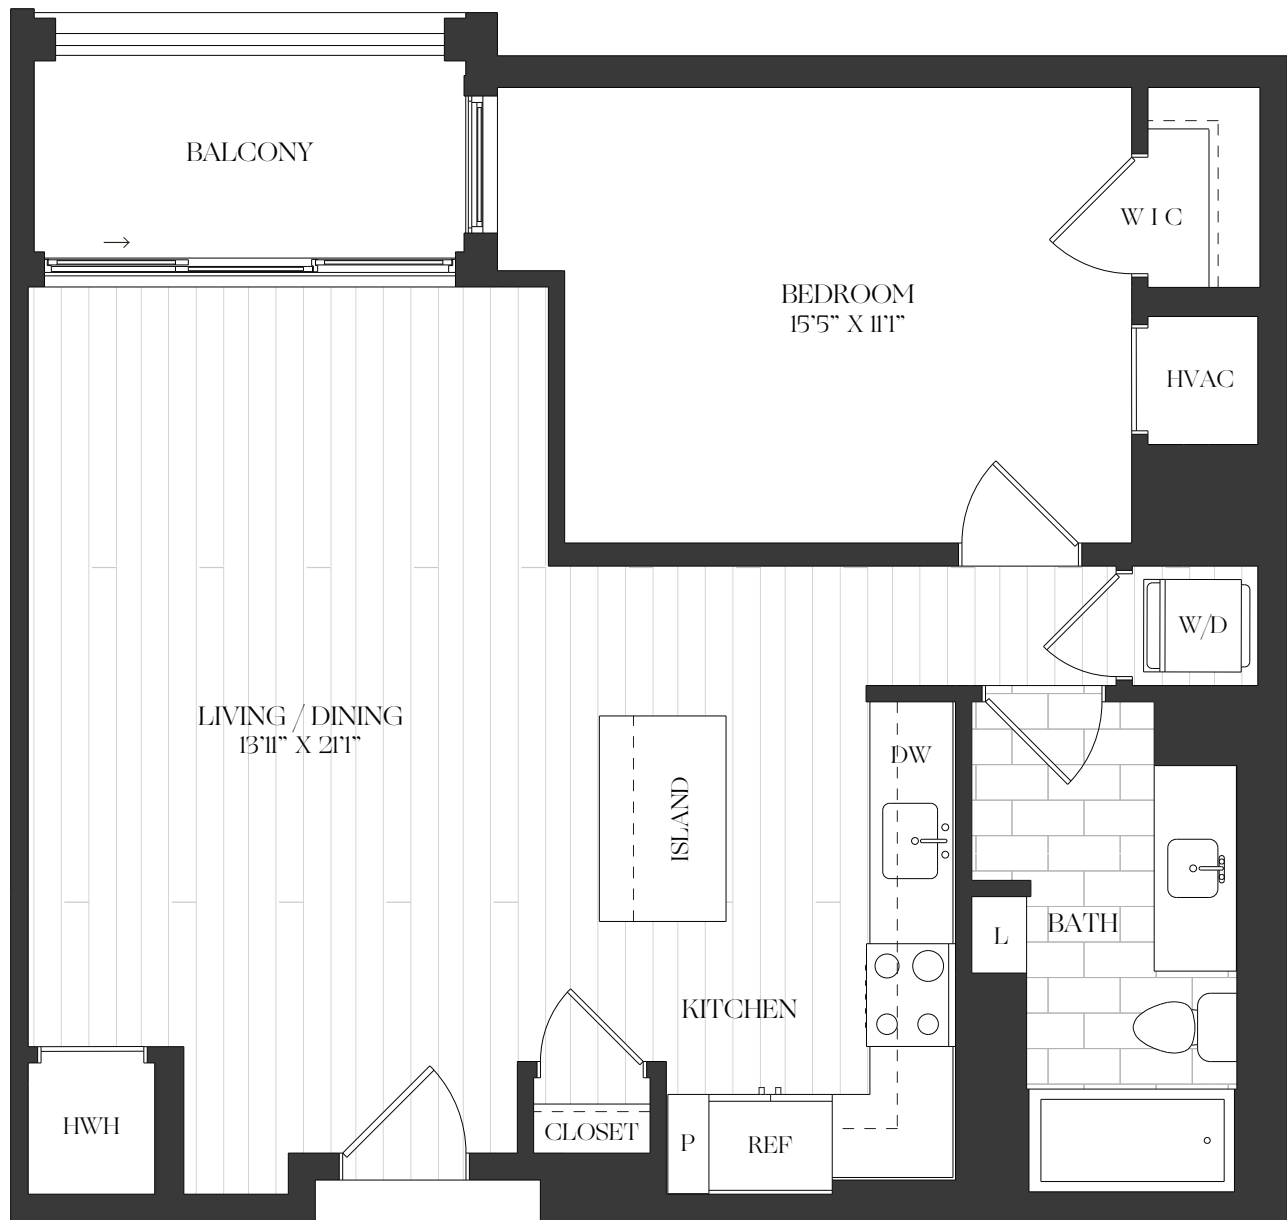 BALCONY
W I C
BEDROOM
15'5" X 11'1"
HVAC
W/D
LIVING / DINING
13'11" X 21'1"
DW
ISLAND
BATH
L
KITCHEN
HWH
CLOSET
P
REF